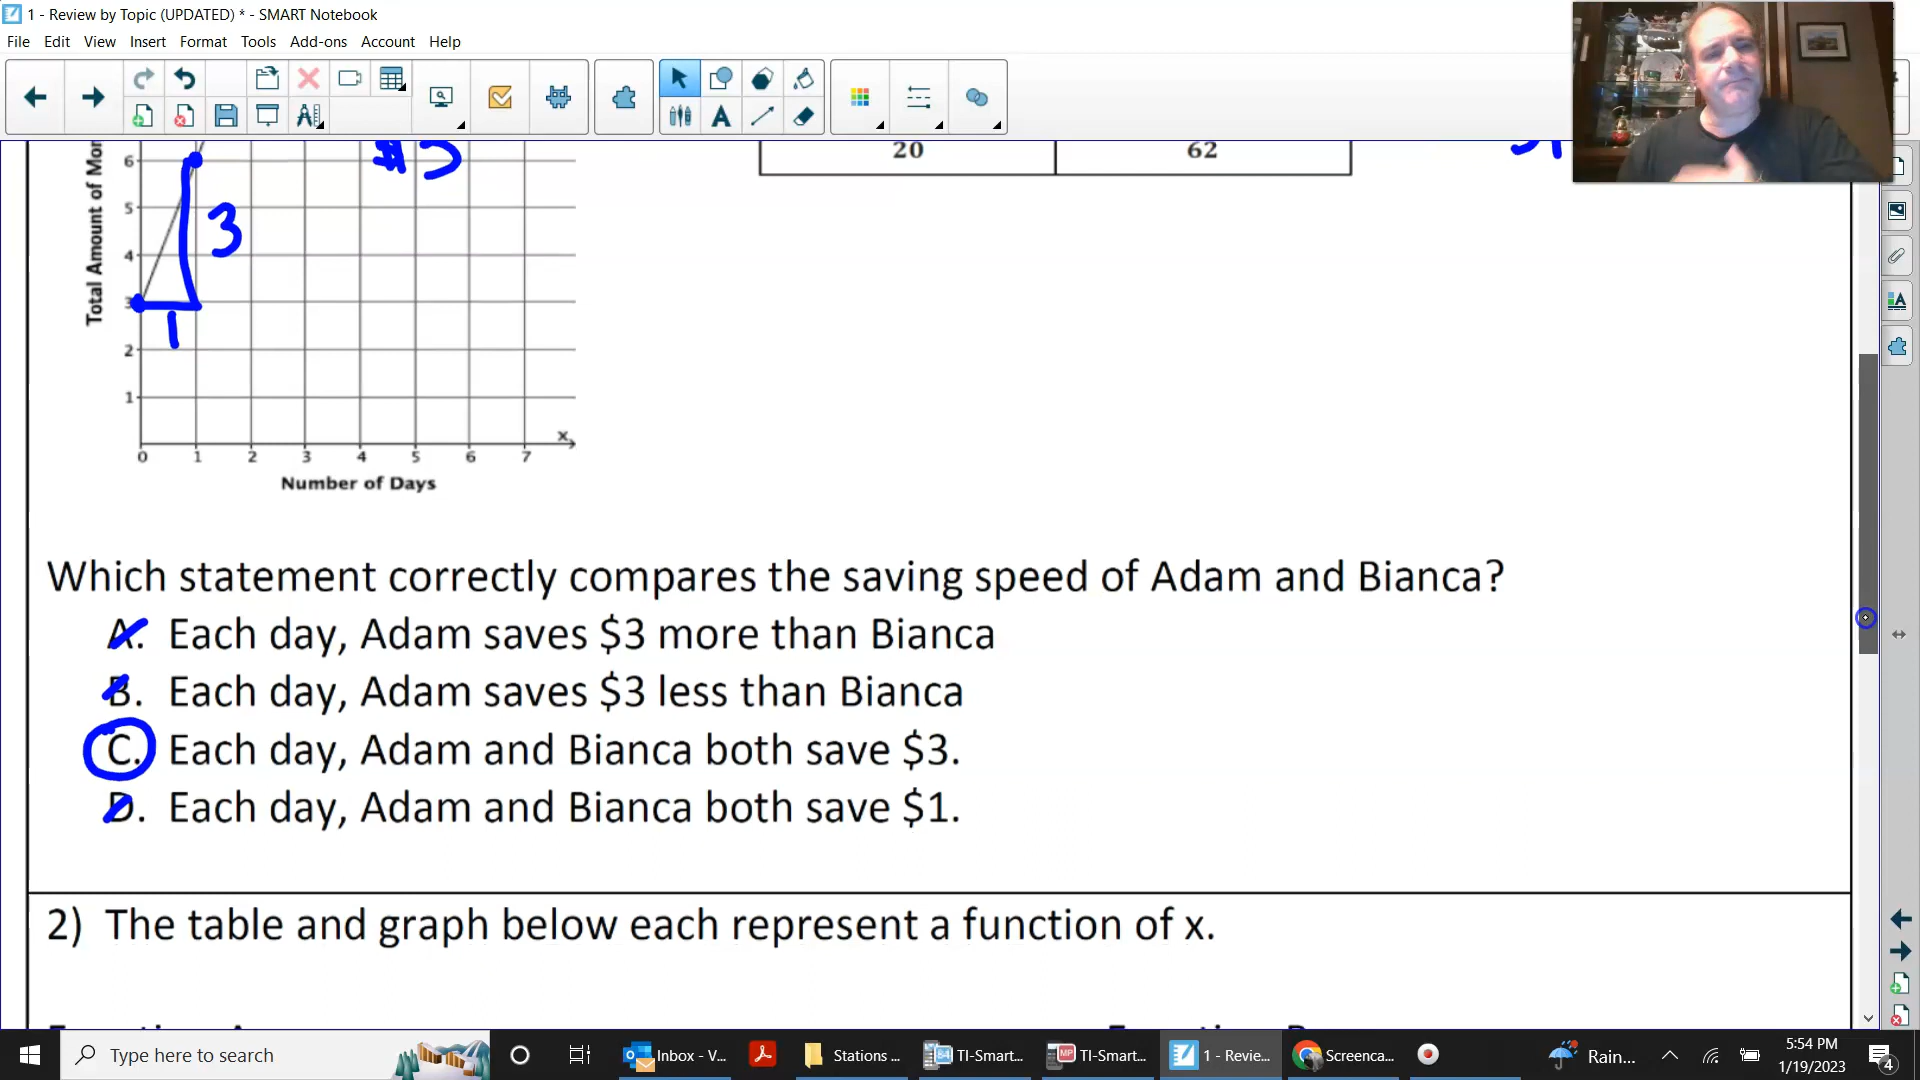 1 - Review by Topic (UPDATED) * - SMART Notebook
File Edit View Insert Format Tools Add-ons Account Help
20 62
$3
Total Amount of Mon
6
5
4
3
2
1
3
1
x
0 1 2 3 4 5 6 7
Number of Days
Which statement correctly compares the saving speed of Adam and Bianca?
A. Each day, Adam saves $3 more than Bianca
B. Each day, Adam saves $3 less than Bianca
C. Each day, Adam and Bianca both save $3.
D. Each day, Adam and Bianca both save $1.
2) The table and graph below each represent a function of x.
Type here to search
Inbox - V...
Stations ...
TI-Smart...
TI-Smart...
1 - Revie...
Screenca...
Rain...
5:54 PM
1/19/2023
4